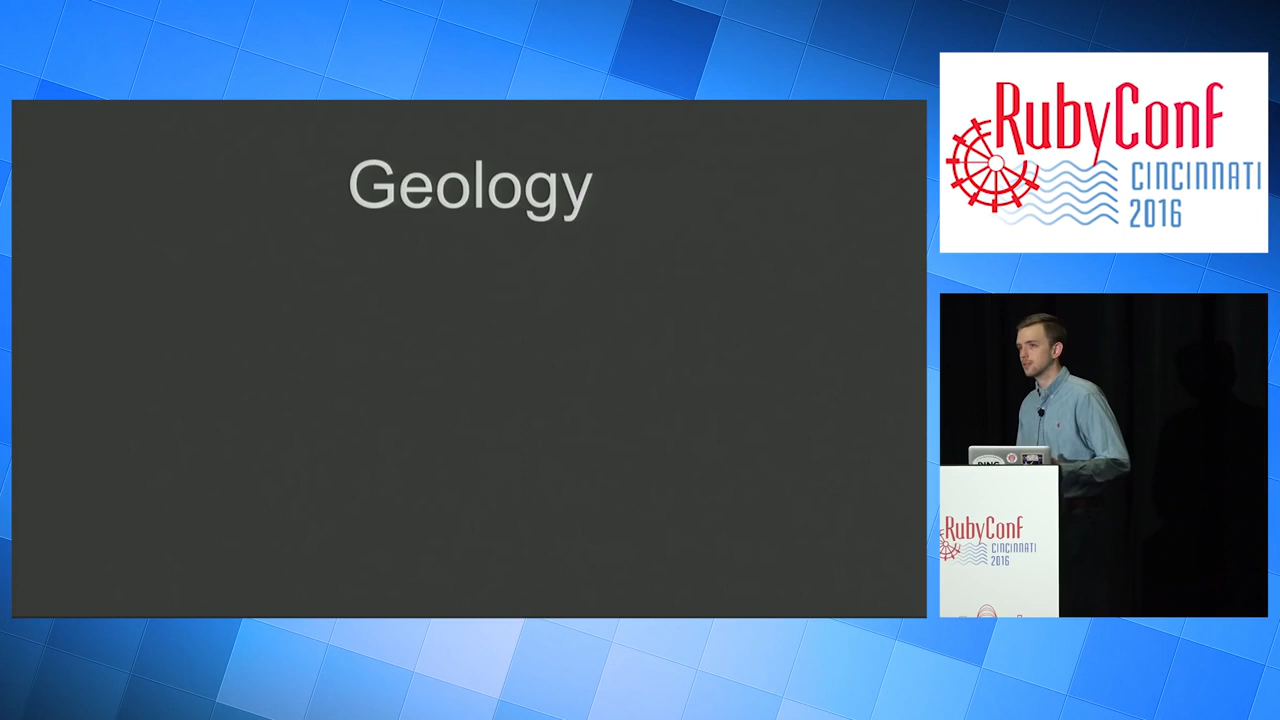 Geology
RubyConf
CINCINNATI
2016
RubyConf
CINCINNATI
2016